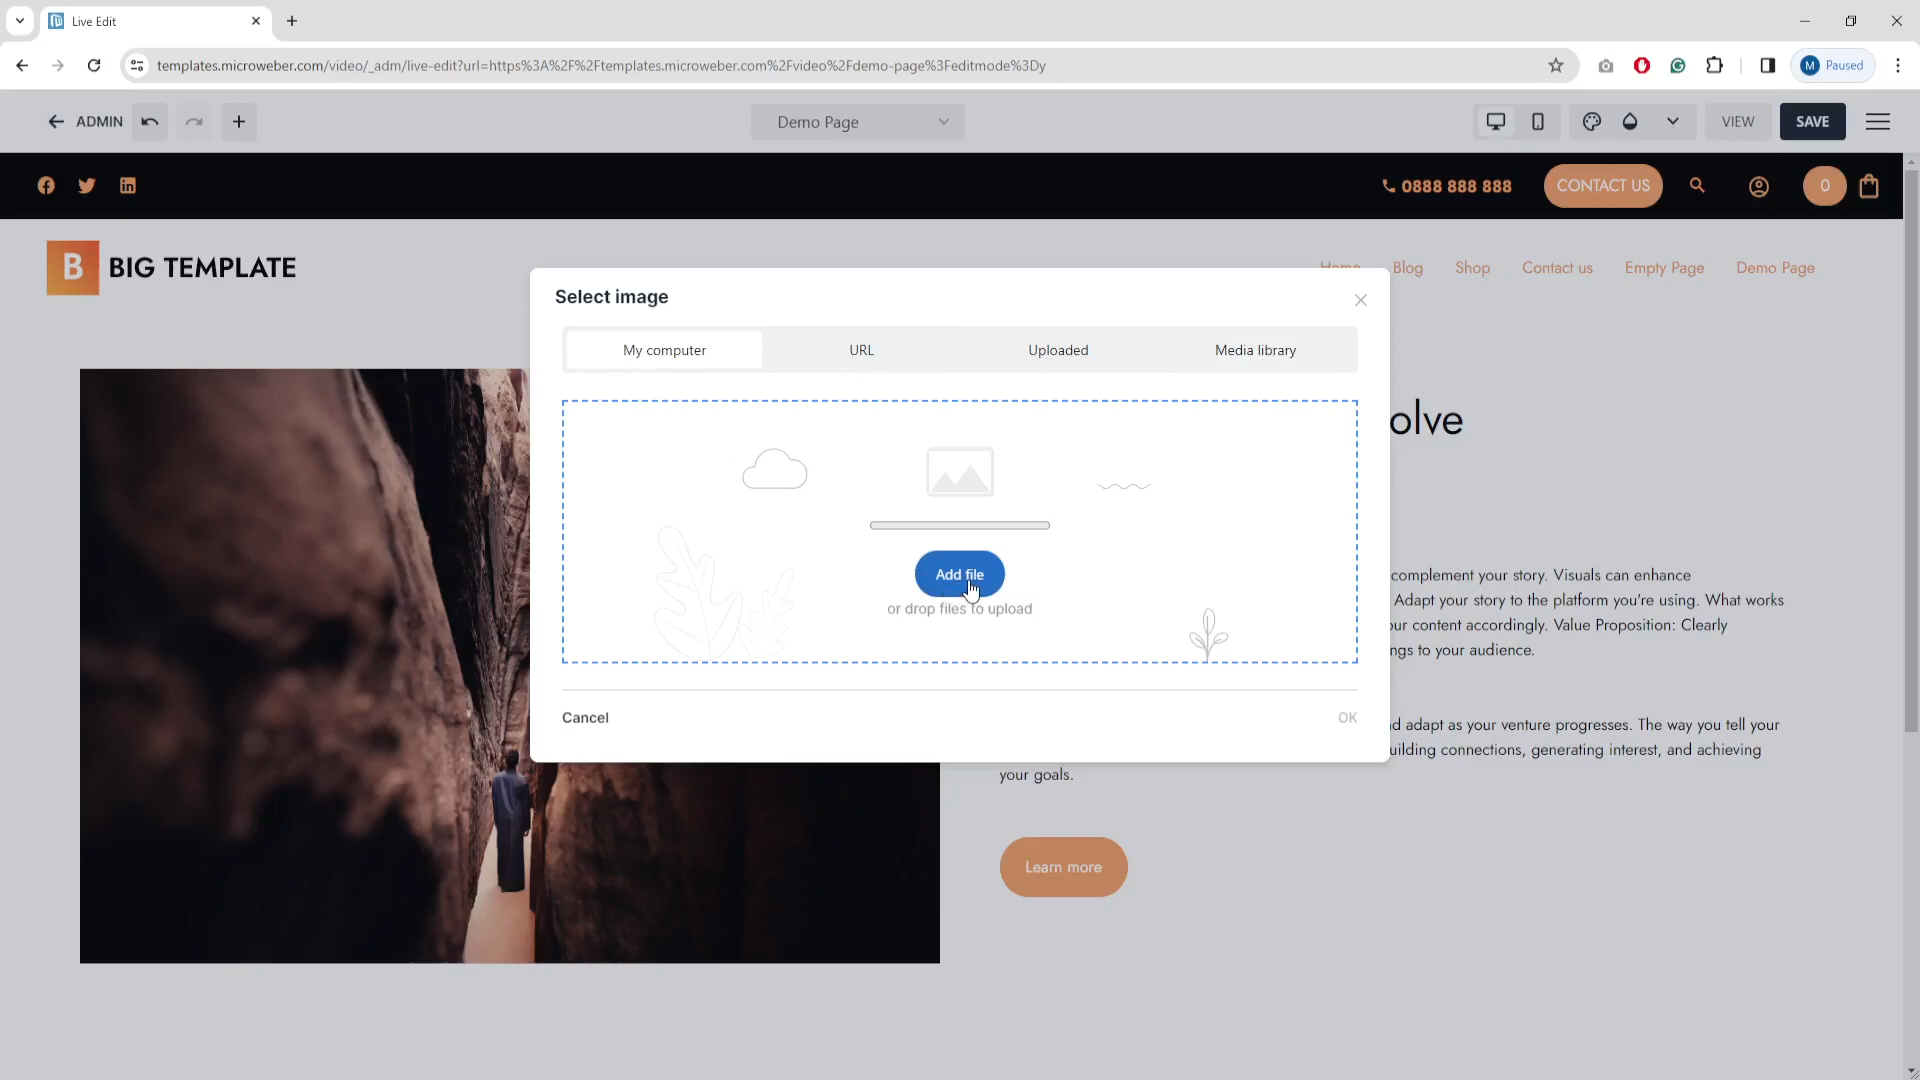 Live Edit
templates.microweber.com/video/_adm/live-edit?url=https%3A%2F%2Ftemplates.microweber.com%2Fvideo%2Fdemo-page%3Feditmode%3Dy
M Paused
ADMIN
Demo Page
VIEW
SAVE
0888 888 888
CONTACT US
0
B BIG TEMPLATE
Home
Blog
Shop
Contact us
Empty Page
Demo Page
Select image
My computer
URL
Uploaded
Media library
olve
Add file
or drop files to upload
complement your story. Visuals can enhance
Adapt your story to the platform you're using. What works
ur content accordingly. Value Proposition: Clearly
ngs to your audience.
Cancel
OK
d adapt as your venture progresses. The way you tell your
uilding connections, generating interest, and achieving
your goals.
Learn more